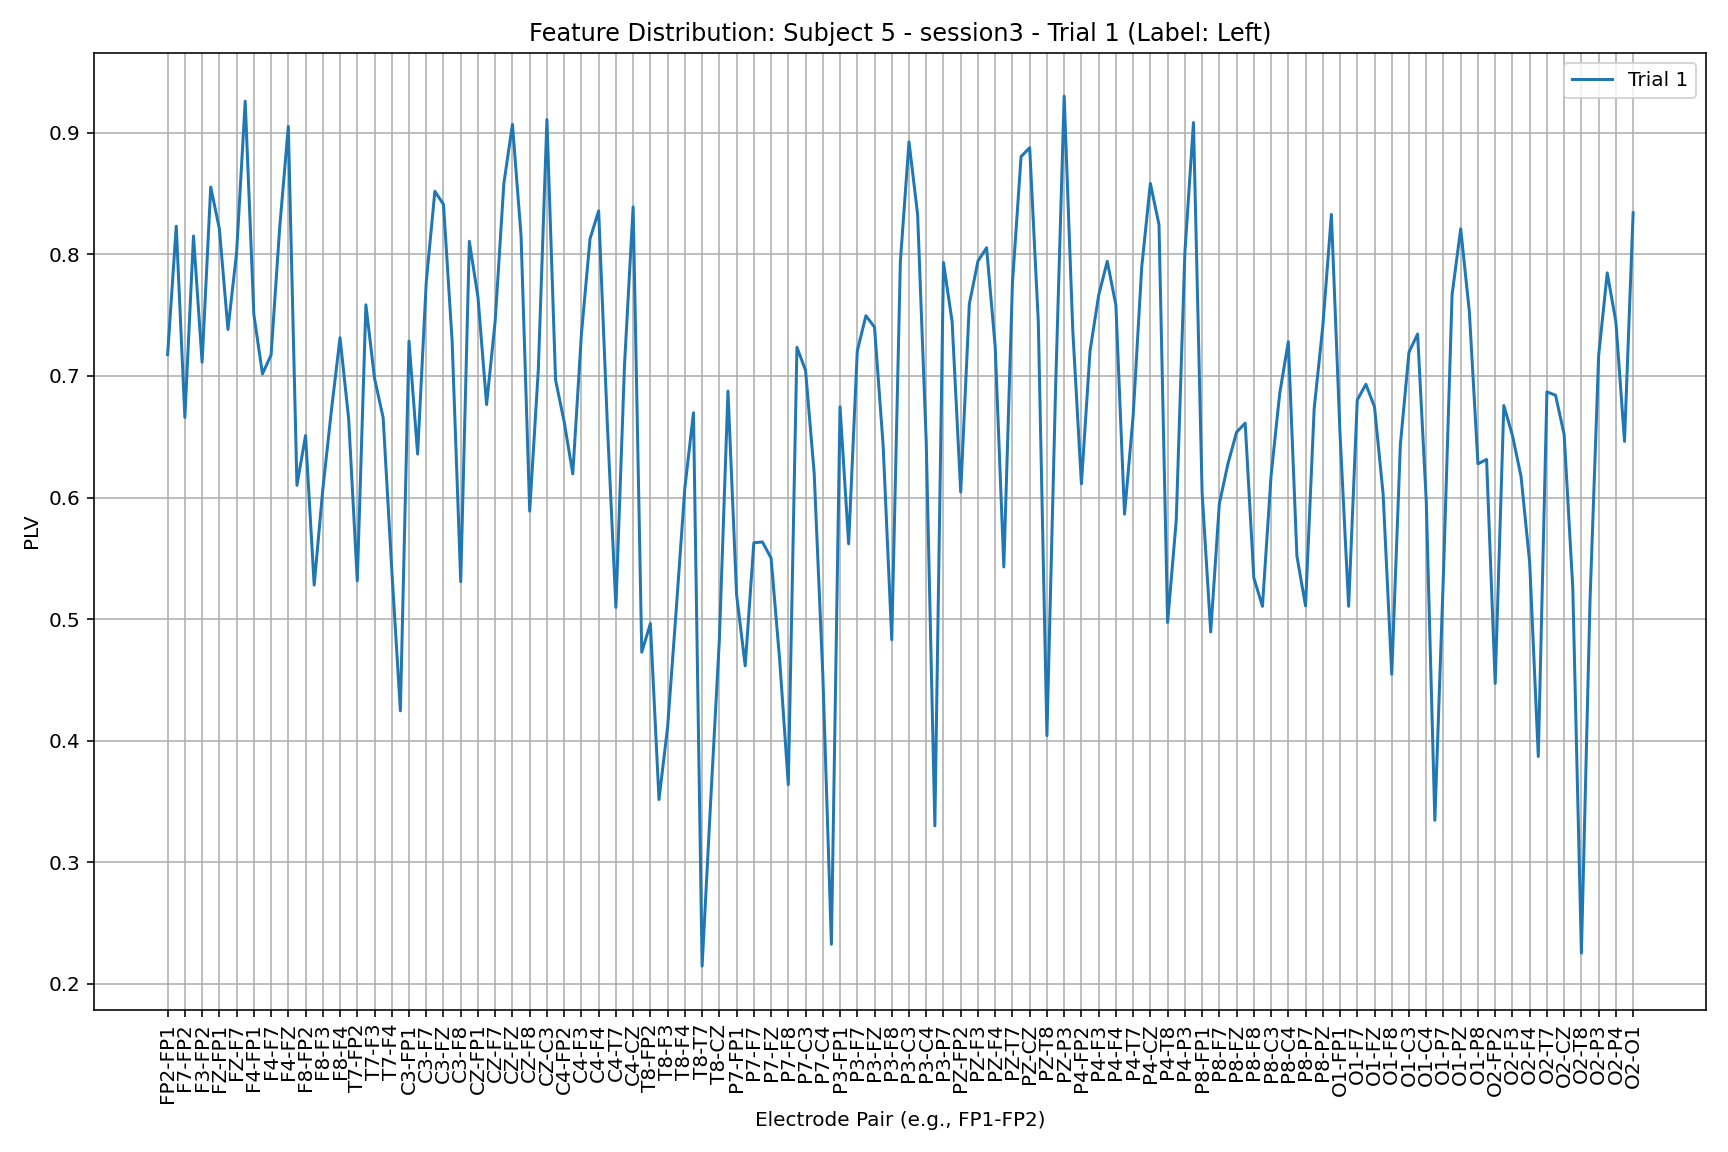 Feature Distribution: Subject 5 - session3 - Trial 1 (Label: Left)
Trial 1
PLV
0.9
0.8
0.7
0.6
0.5
0.4
0.3
0.2
FP2-FP1
F7-FP2
F3-FP2
FZ-FP1
FZ-F7
F4-FP1
F4-F7
F4-FZ
F8-FP2
F8-F3
F8-F4
T7-FP2
T7-F3
T7-F4
C3-FP1
C3-F7
C3-FZ
C3-F8
CZ-FP1
CZ-F7
CZ-FZ
CZ-F8
CZ-C3
C4-FP2
C4-F3
C4-F4
C4-T7
C4-CZ
T8-FP2
T8-F3
T8-F4
T8-T7
T8-CZ
P7-FP1
P7-F7
P7-FZ
P7-F8
P7-C3
P7-C4
P3-FP1
P3-F7
P3-FZ
P3-F8
P3-C3
P3-C4
P3-P7
PZ-FP2
PZ-F3
PZ-F4
PZ-T7
PZ-CZ
PZ-T8
PZ-P3
P4-FP2
P4-F3
P4-F4
P4-T7
P4-CZ
P4-T8
P4-P3
P8-FP1
P8-F7
P8-FZ
P8-F8
P8-C3
P8-C4
P8-P7
P8-PZ
O1-FP1
O1-F7
O1-FZ
O1-F8
O1-C3
O1-C4
O1-P7
O1-PZ
O1-P8
O2-FP2
O2-F3
O2-F4
O2-T7
O2-CZ
O2-T8
O2-P3
O2-P4
O2-O1
Electrode Pair (e.g., FP1-FP2)